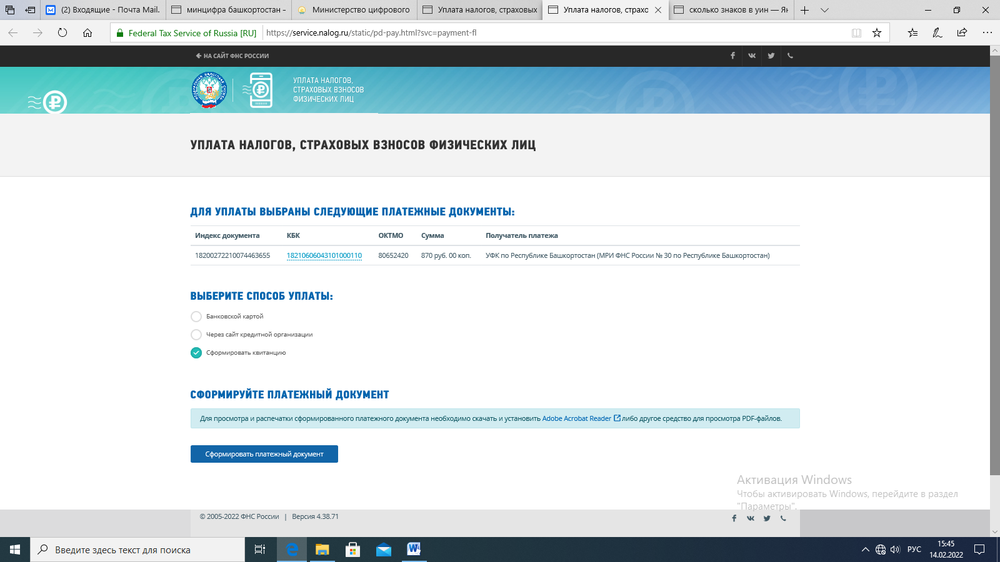 (2) Входящие - Почта Mail.
минцифра башкортостан –
Министерство цифрового
Уплата налогов, страховых
Уплата налогов, страхо
сколько знаков в уин — Ян
Federal Tax Service of Russia [RU]
https://service.nalog.ru/static/pd-pay.html?svc=payment-fl
НА САЙТ ФНС РОССИИ
УПЛАТА НАЛОГОВ,
СТРАХОВЫХ ВЗНОСОВ
ФИЗИЧЕСКИХ ЛИЦ
УПЛАТА НАЛОГОВ, СТРАХОВЫХ ВЗНОСОВ ФИЗИЧЕСКИХ ЛИЦ
ДЛЯ УПЛАТЫ ВЫБРАНЫ СЛЕДУЮЩИЕ ПЛАТЕЖНЫЕ ДОКУМЕНТЫ:
Индекс документа КБК ОКТМО Сумма Получатель платежа
18200272210074463655 18210606043101000110 80652420 870 руб. 00 коп. УФК по Республике Башкортостан (МРИ ФНС России № 30 по Республике Башкортостан)
ВЫБЕРИТЕ СПОСОБ УПЛАТЫ:
Банковской картой
Через сайт кредитной организации
Сформировать квитанцию
СФОРМИРУЙТЕ ПЛАТЕЖНЫЙ ДОКУМЕНТ
Для просмотра и распечатки сформированного платежного документа необходимо скачать и установить Adobe Acrobat Reader либо другое средство для просмотра PDF-файлов.
Сформировать платежный документ
Активация Windows
Чтобы активировать Windows, перейдите в раздел
"Параметры".
© 2005-2022 ФНС России | Версия 4.38.71
Введите здесь текст для поиска
РУС
15:45
14.02.2022